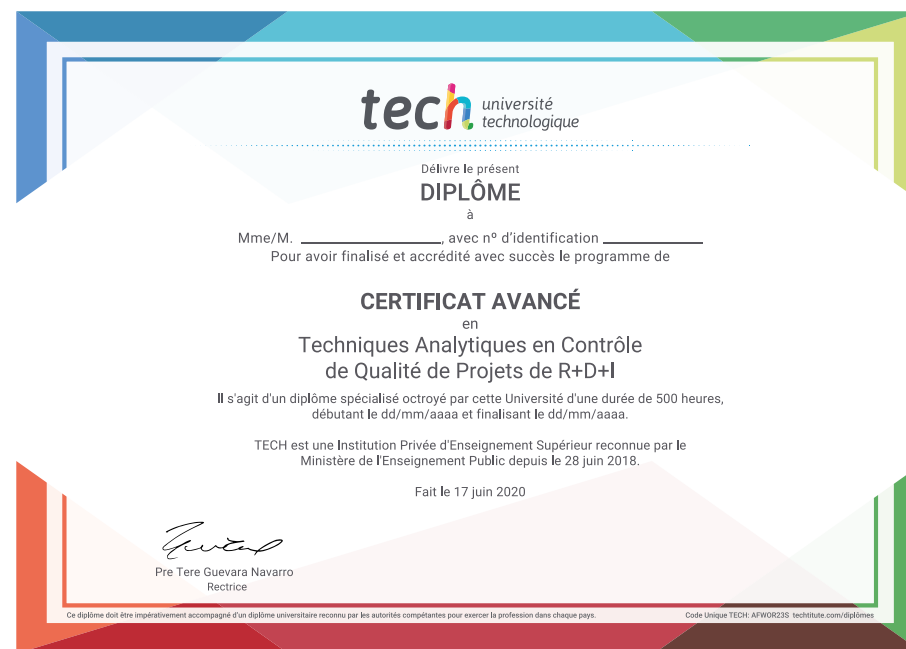 tech université
technologique
Délivre le présent
DIPLÔME
à
Mme/M. ____________________, avec nº d'identification ______________
Pour avoir finalisé et accrédité avec succès le programme de
CERTIFICAT AVANCÉ
en
Techniques Analytiques en Contrôle
de Qualité de Projets de R+D+I
Il s'agit d'un diplôme spécialisé octroyé par cette Université d'une durée de 500 heures,
débutant le dd/mm/aaaa et finalisant le dd/mm/aaaa.
TECH est une Institution Privée d'Enseignement Supérieur reconnue par le
Ministère de l'Enseignement Public depuis le 28 juin 2018.
Fait le 17 juin 2020
Pre Tere Guevara Navarro
Rectrice
Ce diplôme doit être impérativement accompagné d'un diplôme universitaire reconnu par les autorités compétentes pour exercer la profession dans chaque pays.
Code Unique TECH: AFWOR23S techtitute.com/diplômes